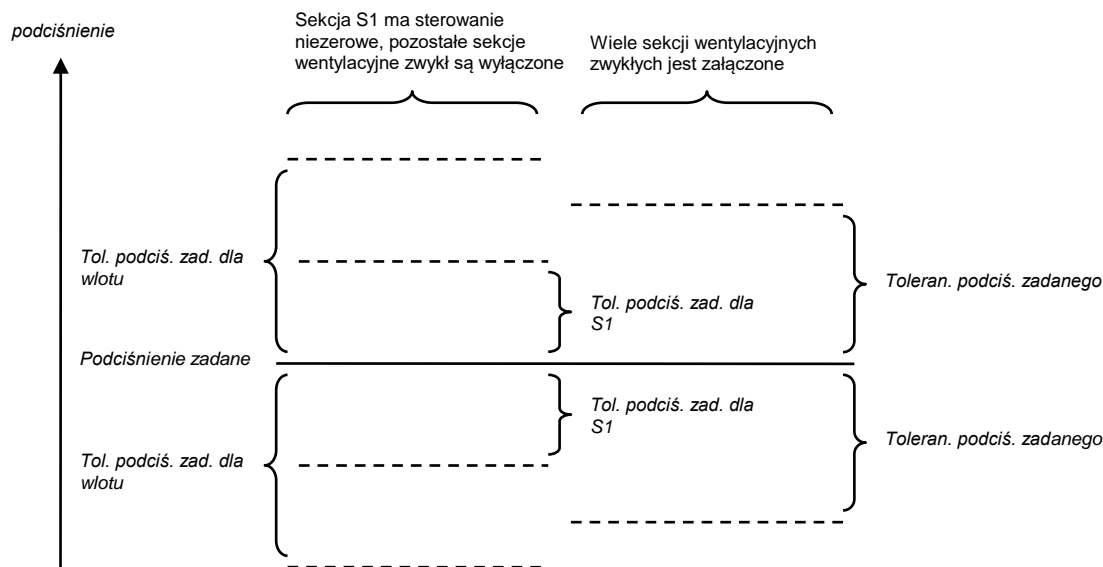 podciśnienie
Sekcja S1 ma sterowanie
niezerowe, pozostałe sekcje
wentylacyjne zwykł są wyłączone
Wiele sekcji wentylacyjnych
zwykłych jest załączone
Tol. podciś. zad. dla
wlotu
Toleran. podciś. zadanego
Tol. podciś. zad. dla
S1
Podciśnienie zadane
Tol. podciś. zad. dla
S1
Toleran. podciś. zadanego
Tol. podciś. zad. dla
wlotu